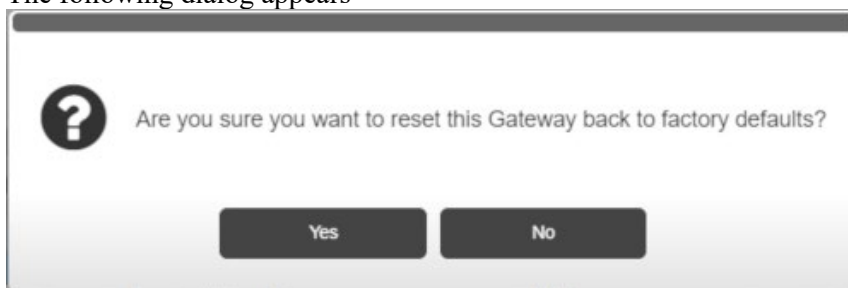 The following dialog appears
Are you sure you want to reset this Gateway back to factory defaults?
Yes
No